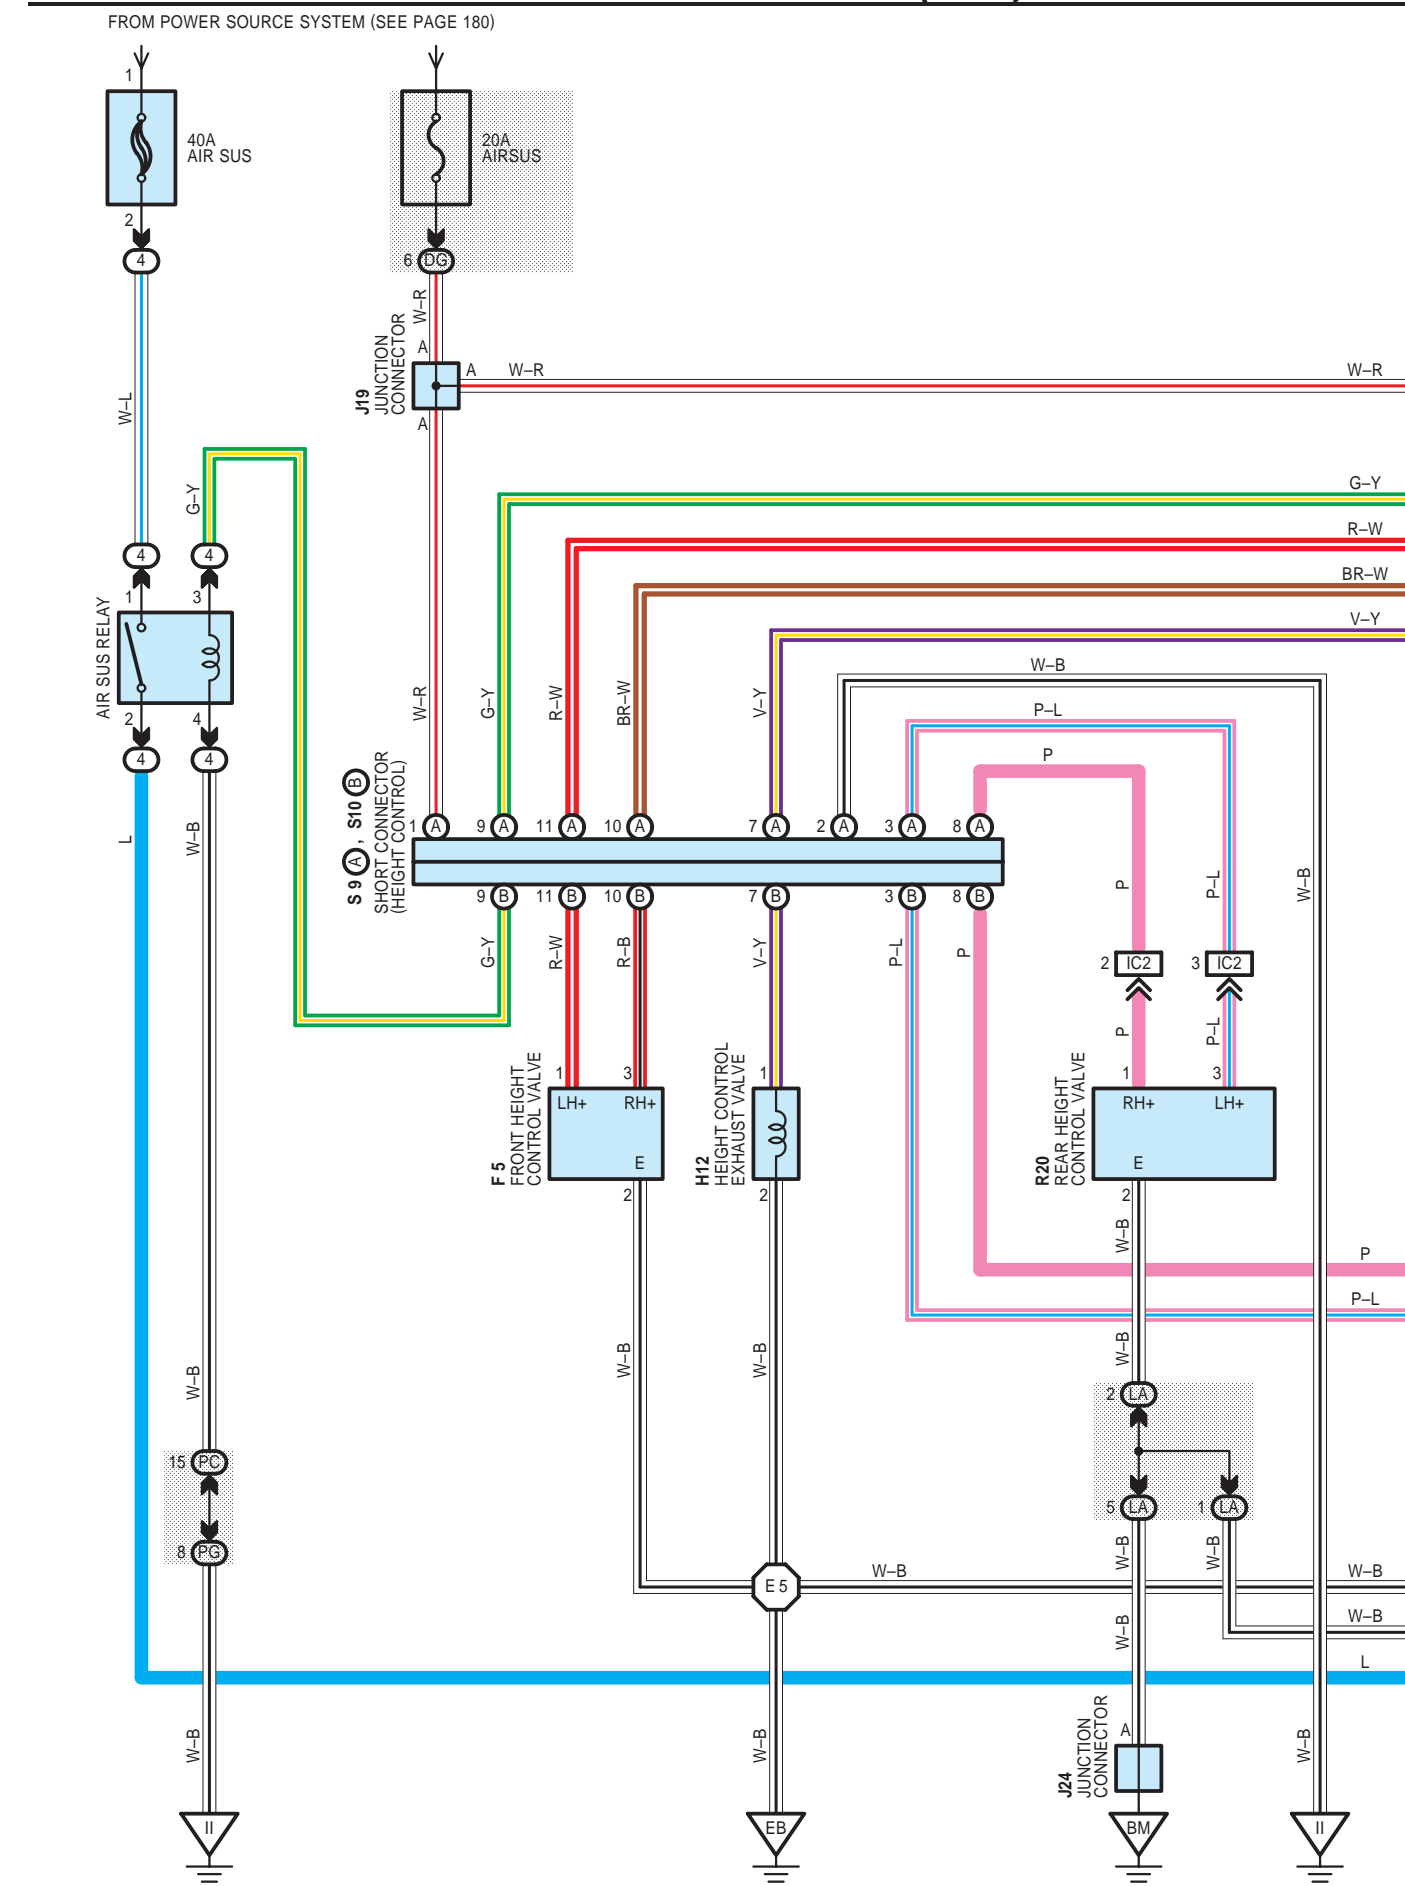 FROM POWER SOURCE SYSTEM (SEE PAGE 180)
1
40A
AIR SUS
20A
AIRSUS
2
4
6 DG
W–R
J19
JUNCTION
CONNECTOR
A
A
W–R
W–R
A
W–L
G–Y
G–Y
R–W
BR–W
V–Y
4
4
1
3
AIR SUS RELAY
2
4
4
4
W–B
P–L
P
W–R
G–Y
R–W
BR–W
V–Y
L
W–B
S 9 A , S10 B
SHORT CONNECTOR
(HEIGHT CONTROL)
1 A
9 A
11 A
10 A
7 A
2 A
3 A
8 A
9 B
11 B
10 B
7 B
3 B
8 B
P
P–L
W–B
G–Y
R–W
R–B
V–Y
P–L
P
2 IC2
3 IC2
P
P–L
F 5
FRONT HEIGHT
CONTROL VALVE
1
3
LH+
RH+
E
2
H12
HEIGHT CONTROL
EXHAUST VALVE
1
2
R20
REAR HEIGHT
CONTROL VALVE
1
3
RH+
LH+
E
2
W–B
P
P–L
W–B
W–B
W–B
W–B
2 LA
15 PC
8 PG
5 LA
1 LA
W–B
W–B
E 5
W–B
W–B
W–B
W–B
L
W–B
W–B
J24
JUNCTION
CONNECTOR
A
W–B
II
EB
BM
II